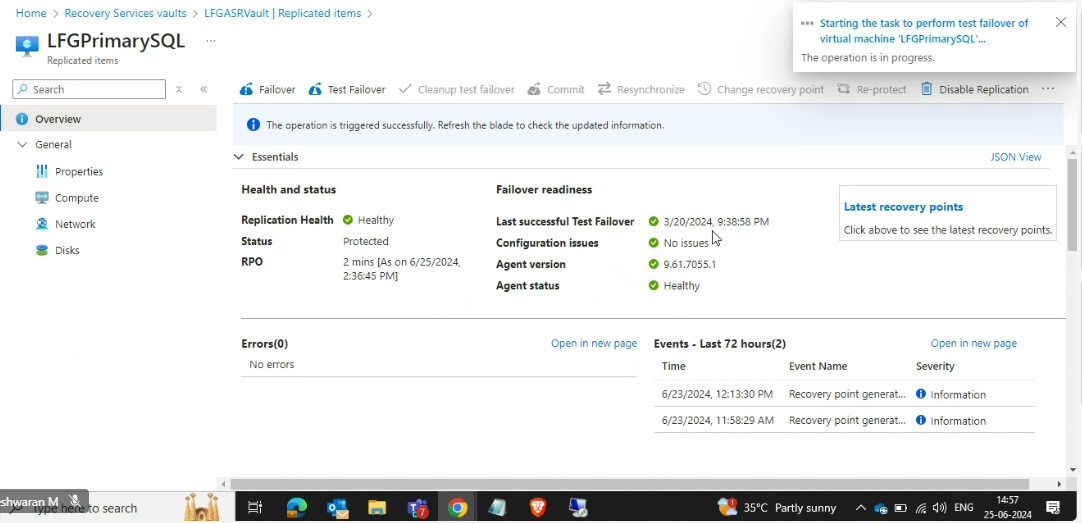 Home > Recovery Services vaults > LFGASRVault | Replicated items >
LFGPrimarySQL ...
Replicated items
Starting the task to perform test failover of
virtual machine 'LFGPrimarySQL'...
The operation is in progress.
Search
Failover Test Failover Cleanup test failover Commit Resynchronize Change recovery point Re-protect Disable Replication ...
Overview
General
Properties
Compute
Network
Disks
The operation is triggered successfully. Refresh the blade to check the updated information.
Essentials JSON View
Health and status
Replication Health Healthy
Status Protected
RPO 2 mins [As on 6/25/2024,
2:36:45 PM]
Failover readiness
Last successful Test Failover 3/20/2024, 9:38:58 PM
Configuration issues No issues
Agent version 9.61.7055.1
Agent status Healthy
Latest recovery points
Click above to see the latest recovery points.
Errors(0) Open in new page
No errors
Events - Last 72 hours(2) Open in new page
Time Event Name Severity
6/23/2024, 12:13:30 PM Recovery point generat... Information
6/23/2024, 11:58:29 AM Recovery point generat... Information
eshwaran M
Type here to search
7
35°C Partly sunny
ENG
14:57
25-06-2024